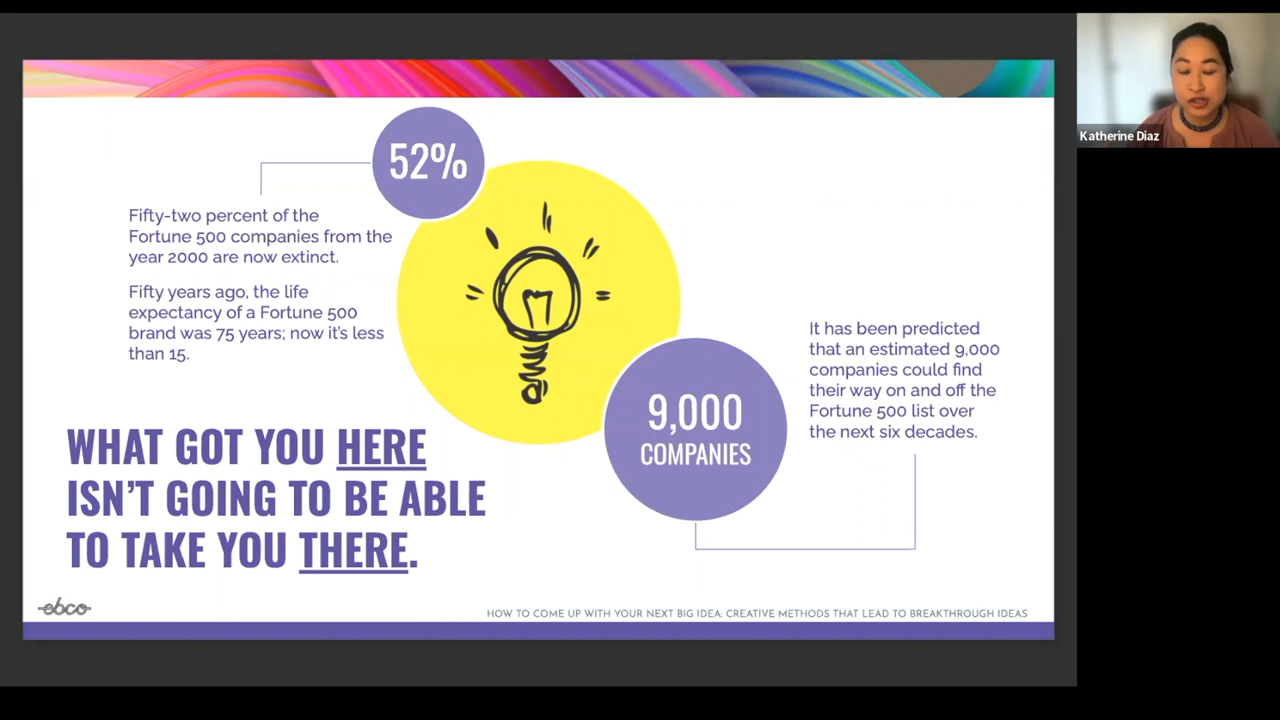 52%
Fifty-two percent of the
Fortune 500 companies from the
year 2000 are now extinct.
Fifty years ago, the life
expectancy of a Fortune 500
brand was 75 years; now it's less
than 15.
9,000
COMPANIES
It has been predicted
that an estimated 9,000
companies could find
their way on and off the
Fortune 500 list over
the next six decades.
WHAT GOT YOU HERE
ISN'T GOING TO BE ABLE
TO TAKE YOU THERE.
ebco
HOW TO COME UP WITH YOUR NEXT BIG IDEA: CREATIVE METHODS THAT LEAD TO BREAKTHROUGH IDEAS
Katherine Diaz